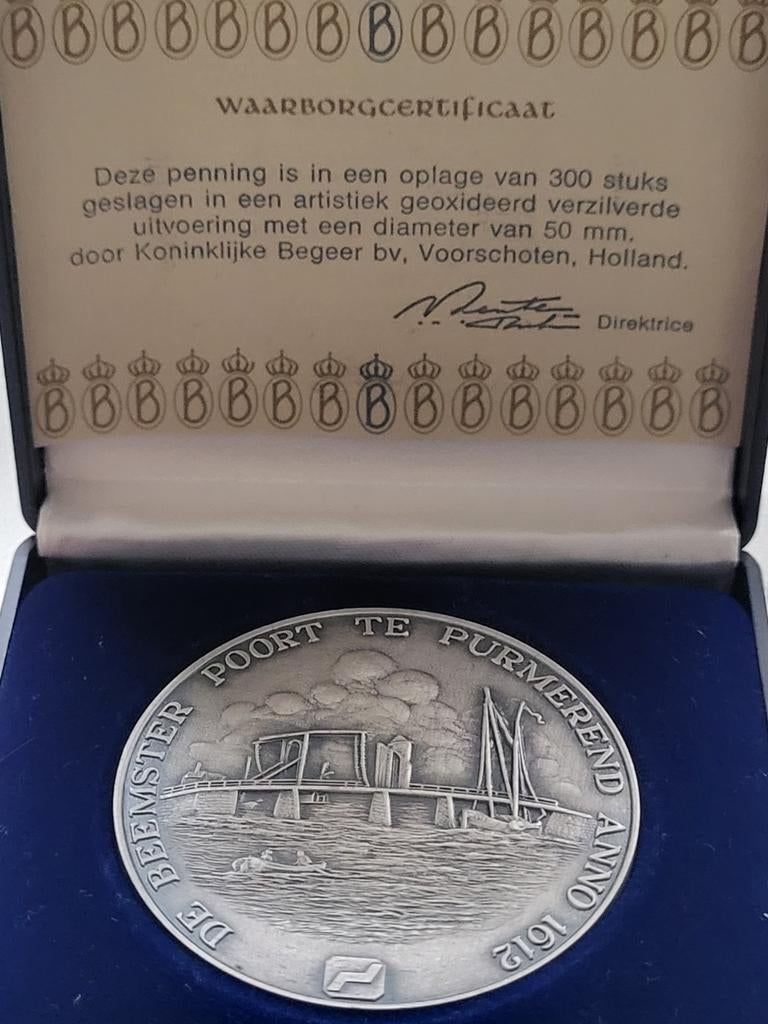 B B B B B B B B B B B B B B B
WAARBORGCERTIFICAAT
Deze penning is in een oplage van 300 stuks
geslagen in een artistiek geoxideerd verzilverde
uitvoering met een diameter van 50 mm.
door Koninklijke Begeer bv, Voorschoten, Holland.
Direktrice
B B B B B B B B B B B B B B B
DE BEEMSTER POORT TE PURMEREND ANNO 1612